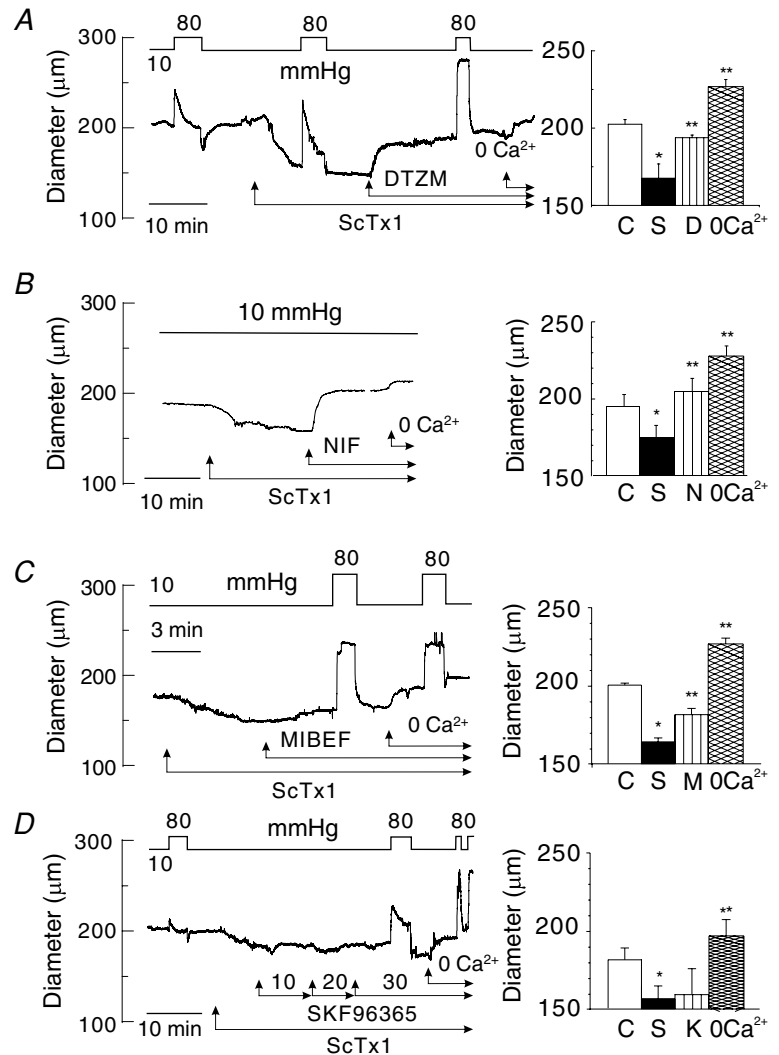 A
80 80 80
300
10 mmHg
200
100
Diameter (μm)
0 Ca²⁺
DTZM
10 min
ScTx1
250
200
150
Diameter (μm)
* ** **
C S D 0Ca²⁺
B
300
10 mmHg
200
100
Diameter (μm)
0 Ca²⁺
NIF
10 min
ScTx1
250
200
150
Diameter (μm)
* ** **
C S N 0Ca²⁺
C
80 80
300
10 mmHg
3 min
200
100
Diameter (μm)
0 Ca²⁺
MIBEF
ScTx1
250
200
150
Diameter (μm)
* ** **
C S M 0Ca²⁺
D
80 80 80
300
10 mmHg
200
100
Diameter (μm)
0 Ca²⁺
10 20 30
SKF96365
10 min
ScTx1
250
200
150
Diameter (μm)
* **
C S K 0Ca²⁺